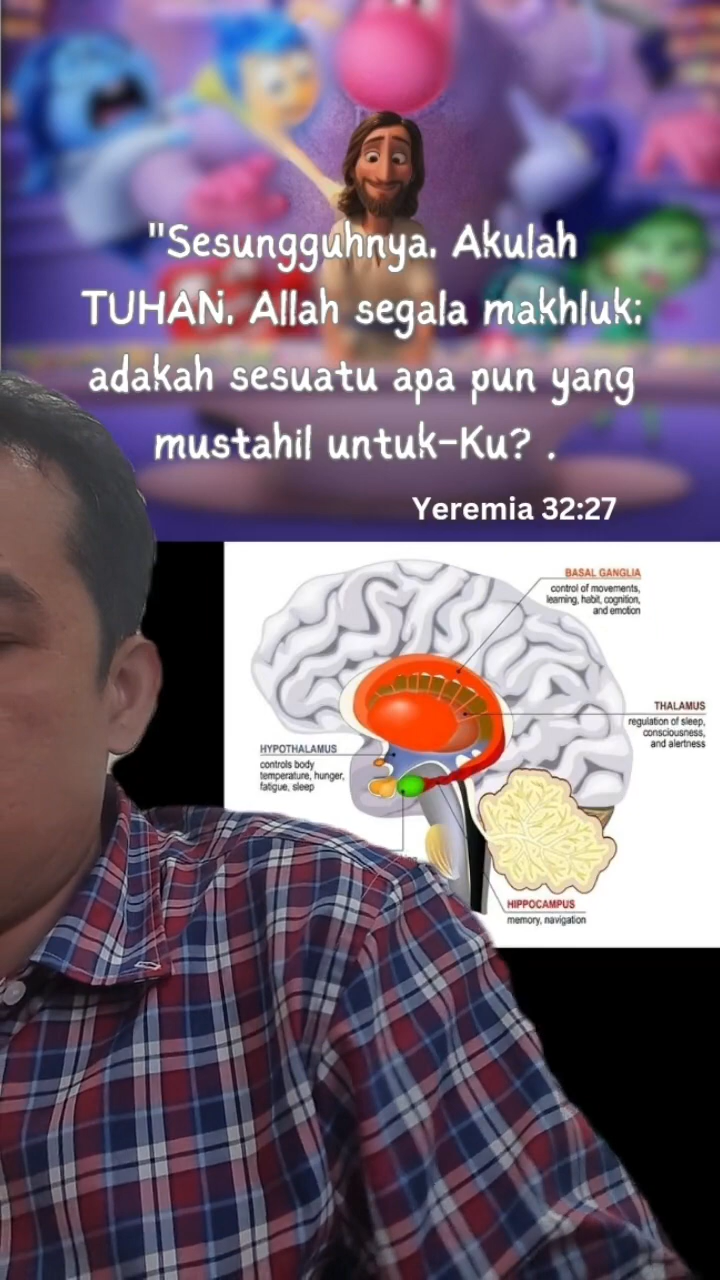 "Sesungguhnya. Akulah
TUHAN. Allah segala makhluk:
adakah sesuatu apa pun yang
mustahil untuk-Ku? .
Yeremia 32:27
BASAL GANGLIA
control of movements,
learning, habit, cognition,
and emotion
THALAMUS
regulation of sleep,
consciousness,
and alertness
HYPOTHALAMUS
controls body
temperature, hunger,
fatigue, sleep
HIPPOCAMPUS
memory, navigation